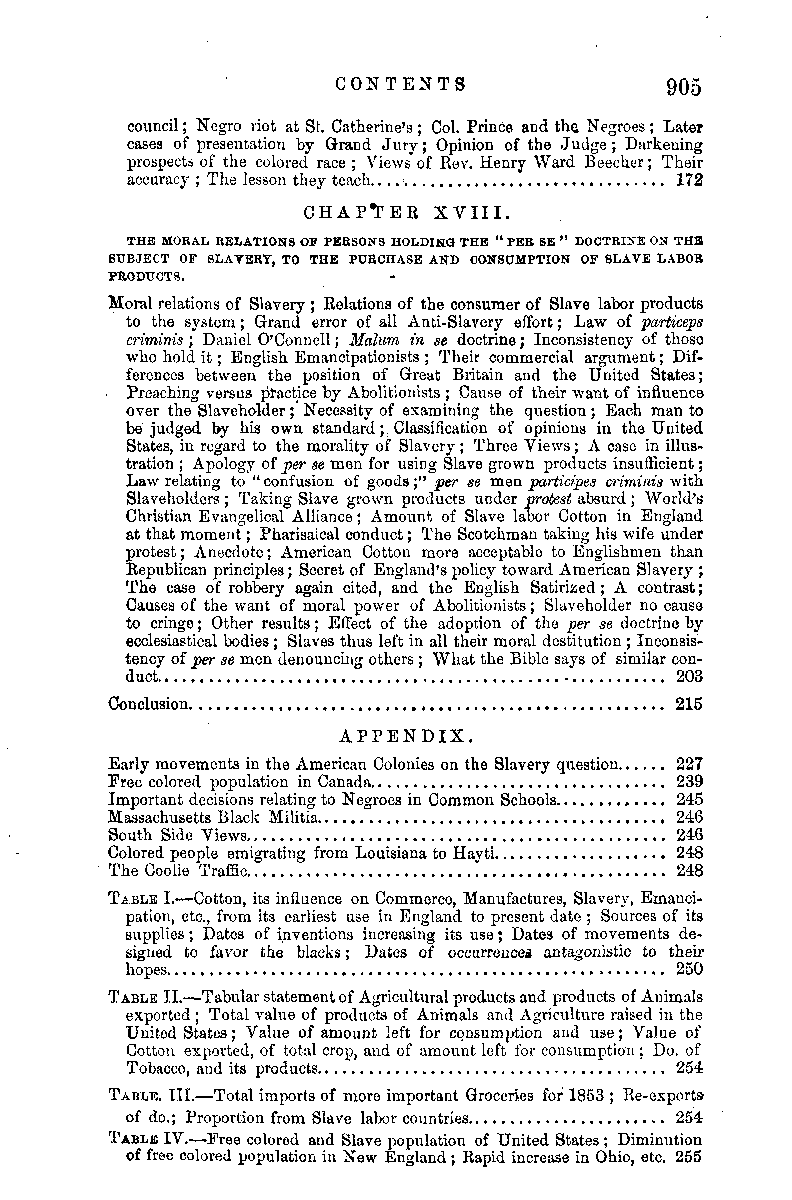 CONTENTS 905
council; Negro riot at St. Catherine's; Col. Prince and the Negroes; Later
cases of presentation by Grand Jury; Opinion of the Judge; Darkening
prospects of the colored race; Views of Rev. Henry Ward Beecher; Their
accuracy; The lesson they teach.................................. 172
CHAPTER XVIII.
THE MORAL RELATIONS OF PERSONS HOLDING THE "PER SE" DOCTRINE ON THE
SUBJECT OF SLAVERY, TO THE PURCHASE AND CONSUMPTION OF SLAVE LABOR
PRODUCTS.
Moral relations of Slavery; Relations of the consumer of Slave labor products
to the system; Grand error of all Anti-Slavery effort; Law of particeps
criminis; Daniel O'Connell; Malum in se doctrine; Inconsistency of those
who hold it; English Emancipationists; Their commercial argument; Dif-
ferences between the position of Great Britain and the United States;
Preaching versus practice by Abolitionists; Cause of their want of influence
over the Slaveholder; Necessity of examining the question; Each man to
be judged by his own standard; Classification of opinions in the United
States, in regard to the morality of Slavery; Three Views; A case in illus-
tration; Apology of per se men for using Slave grown products insufficient;
Law relating to "confusion of goods;" per se men participes criminis with
Slaveholders; Taking Slave grown products under protest absurd; World's
Christian Evangelical Alliance; Amount of Slave labor Cotton in England
at that moment; Pharisaical conduct; The Scotchman taking his wife under
protest; Anecdote; American Cotton more acceptable to Englishmen than
Republican principles; Secret of England's policy toward American Slavery;
The case of robbery again cited, and the English Satirized; A contrast;
Causes of the want of moral power of Abolitionists; Slaveholder no cause
to cringe; Other results; Effect of the adoption of the per se doctrine by
ecclesiastical bodies; Slaves thus left in all their moral destitution; Inconsis-
tency of per se men denouncing others; What the Bible says of similar con-
duct.......................................................... 203
Conclusion....................................................... 215
APPENDIX.
Early movements in the American Colonies on the Slavery question...... 227
Free colored population in Canada.................................. 239
Important decisions relating to Negroes in Common Schools............. 245
Massachusetts Black Militia........................................ 246
South Side Views................................................ 246
Colored people emigrating from Louisiana to Hayti.................... 248
The Coolie Traffic................................................ 248
TABLE I.—Cotton, its influence on Commerce, Manufactures, Slavery, Emanci-
pation, etc., from its earliest use in England to present date; Sources of its
supplies; Dates of inventions increasing its use; Dates of movements de-
signed to favor the blacks; Dates of occurrences antagonistic to their
hopes.......................................................... 250
TABLE II.—Tabular statement of Agricultural products and products of Animals
exported; Total value of products of Animals and Agriculture raised in the
United States; Value of amount left for consumption and use; Value of
Cotton exported, of total crop, and of amount left for consumption; Do. of
Tobacco, and its products........................................ 254
TABLE. III.—Total imports of more important Groceries for 1853; Re-exports
of do.; Proportion from Slave labor countries....................... 254
TABLE IV.—Free colored and Slave population of United States; Diminution
of free colored population in New England; Rapid increase in Ohio, etc. 255